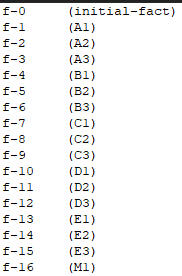 f-0 (initial-fact)
f-1 (A1)
f-2 (A2)
f-3 (A3)
f-4 (B1)
f-5 (B2)
f-6 (B3)
f-7 (C1)
f-8 (C2)
f-9 (C3)
f-10 (D1)
f-11 (D2)
f-12 (D3)
f-13 (E1)
f-14 (E2)
f-15 (E3)
f-16 (M1)